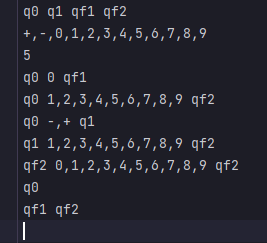 q0 q1 qf1 qf2
+,-,0,1,2,3,4,5,6,7,8,9
5
q0 0 qf1
q0 1,2,3,4,5,6,7,8,9 qf2
q0 -,+ q1
q1 1,2,3,4,5,6,7,8,9 qf2
qf2 0,1,2,3,4,5,6,7,8,9 qf2
q0
qf1 qf2